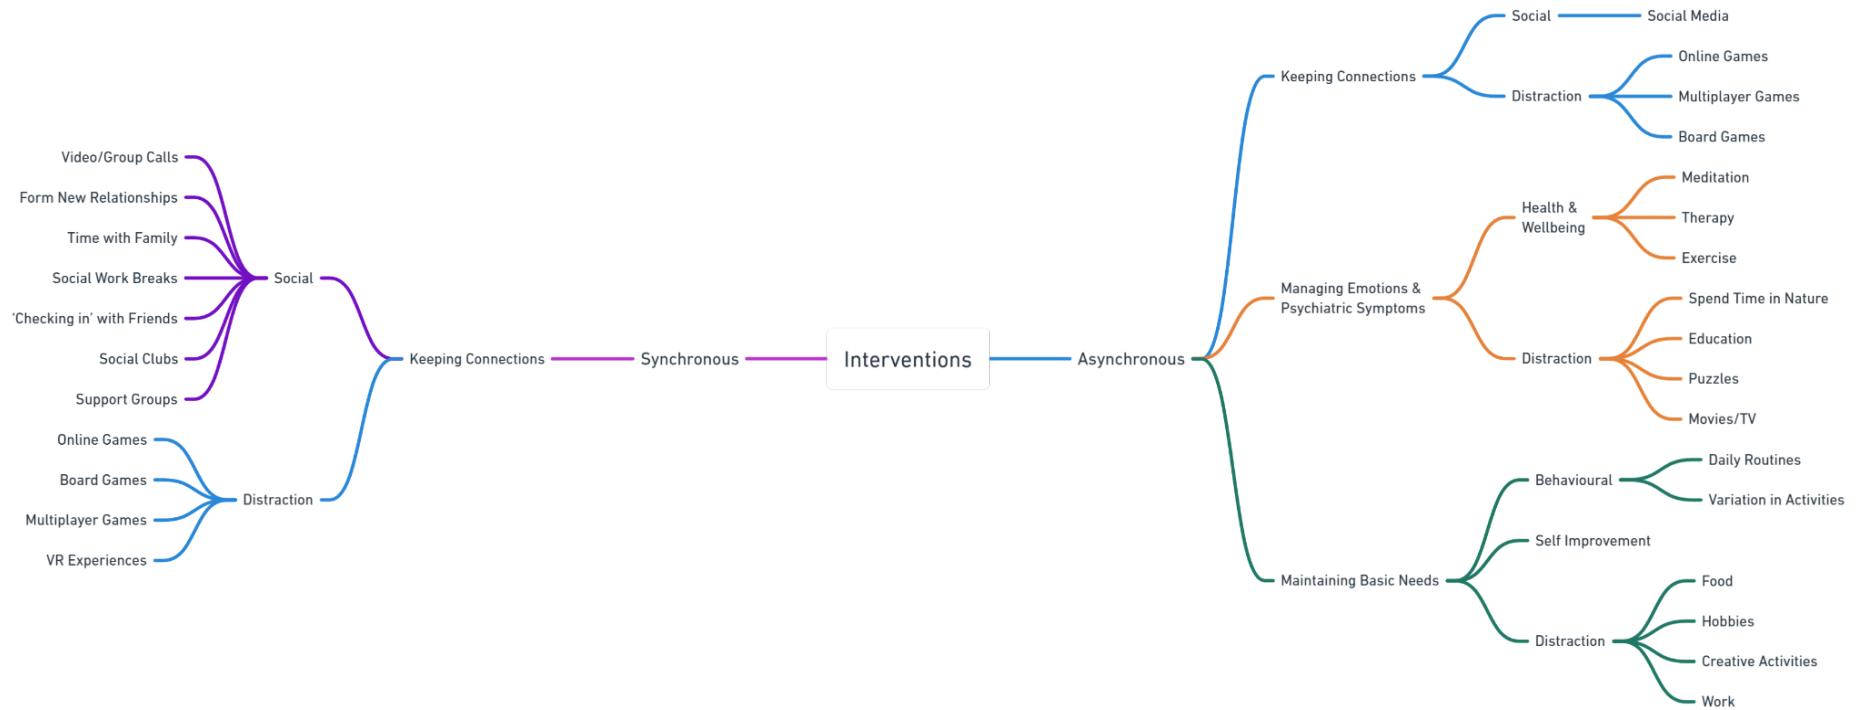 Interventions
Synchronous
Keeping Connections
Social
Video/Group Calls
Form New Relationships
Time with Family
Social Work Breaks
‘Checking in’ with Friends
Social Clubs
Support Groups
Distraction
Online Games
Board Games
Multiplayer Games
VR Experiences
Asynchronous
Keeping Connections
Social
Social Media
Distraction
Online Games
Multiplayer Games
Board Games
Managing Emotions &
Psychiatric Symptoms
Health &
Wellbeing
Meditation
Therapy
Exercise
Distraction
Spend Time in Nature
Education
Puzzles
Movies/TV
Maintaining Basic Needs
Behavioural
Daily Routines
Variation in Activities
Self Improvement
Distraction
Food
Hobbies
Creative Activities
Work